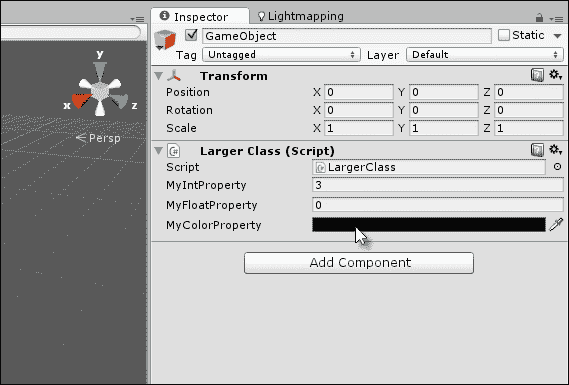 Inspector Lightmapping
GameObject Static
Tag Untagged Layer Default
Transform
Position X 0 Y 0 Z 0
Rotation X 0 Y 0 Z 0
Scale X 1 Y 1 Z 1
Larger Class (Script)
Script LargerClass
MyIntProperty 3
MyFloatProperty 0
MyColorProperty
Add Component
y
x z
Persp